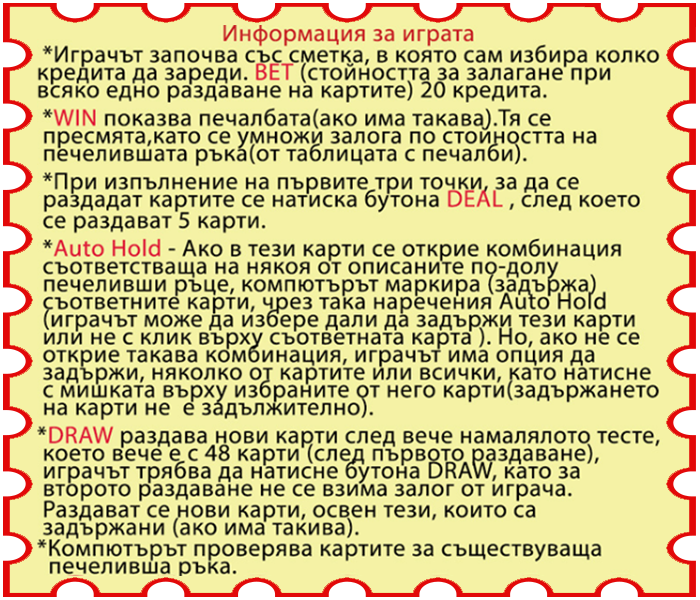 Информация за играта
*Играчът започва със сметка, в която сам избира колко
кредита да зареди. BET (стойността за залагане при
всяко едно раздаване на картите) 20 кредита.
*WIN показва печалбата(ако има такава).Тя се
пресмята,като се умножи залога по стойността на
печелившата ръка(от таблицата с печалби).
*При изпълнение на първите три точки, за да се
раздадат картите се натиска бутона DEAL , след което
се раздават 5 карти.
*Auto Hold - Ако в тези карти се открие комбинация
съответстваща на някоя от описаните по-долу
печеливши ръце, компютърът маркира (задържа)
съответните карти, чрез така наречения Auto Hold
(играчът може да избере дали да задържи тези карти
или не с клик върху съответната карта ). Но, ако не се
открие такава комбинация, играчът има опция да
задържи, няколко от картите или всички, като натисне
с мишката върху избраните от него карти(задържането
на карти не е задължително).
*DRAW раздава нови карти след вече намалялото тесте,
което вече е с 48 карти (след първото раздаване),
играчът трябва да натисне бутона DRAW, като за
второто раздаване не се взима залог от играча.
Раздават се нови карти, освен тези, които са
задържани (ако има такива).
*Компютърът проверява картите за съществуваща
печеливша ръка.